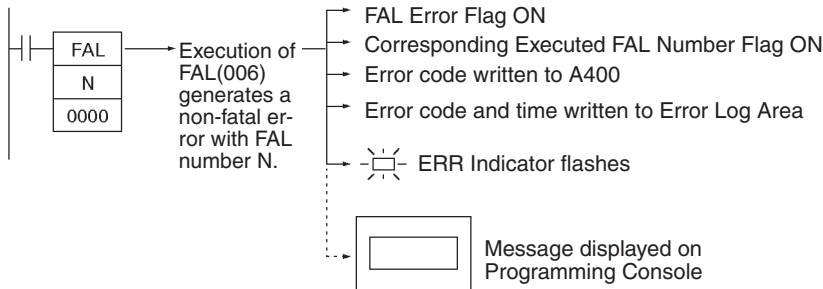 FAL
N
0000
Execution of
FAL(006)
generates a
non-fatal er-
ror with FAL
number N.
FAL Error Flag ON
Corresponding Executed FAL Number Flag ON
Error code written to A400
Error code and time written to Error Log Area
ERR Indicator flashes
Message displayed on
Programming Console